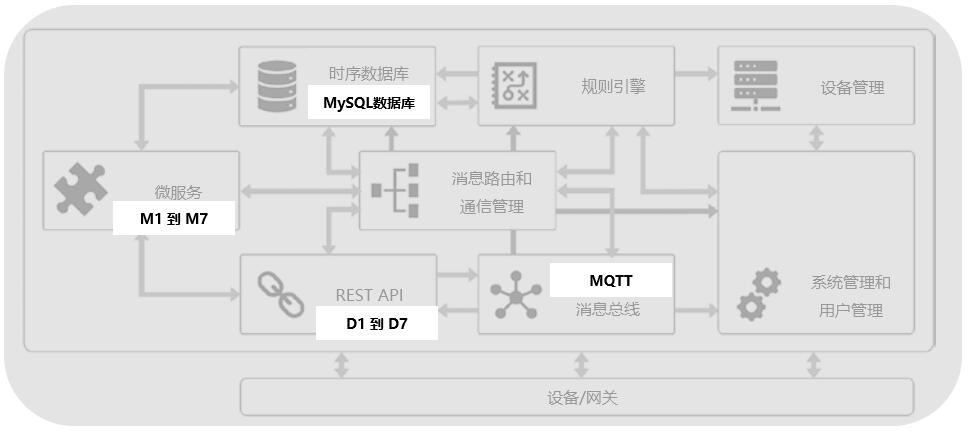 时序数据库
MySQL数据库
规则引擎
设备管理
微服务
M1 到 M7
消息路由和
通信管理
REST API
D1 到 D7
MQTT
消息总线
系统管理和
用户管理
设备/网关